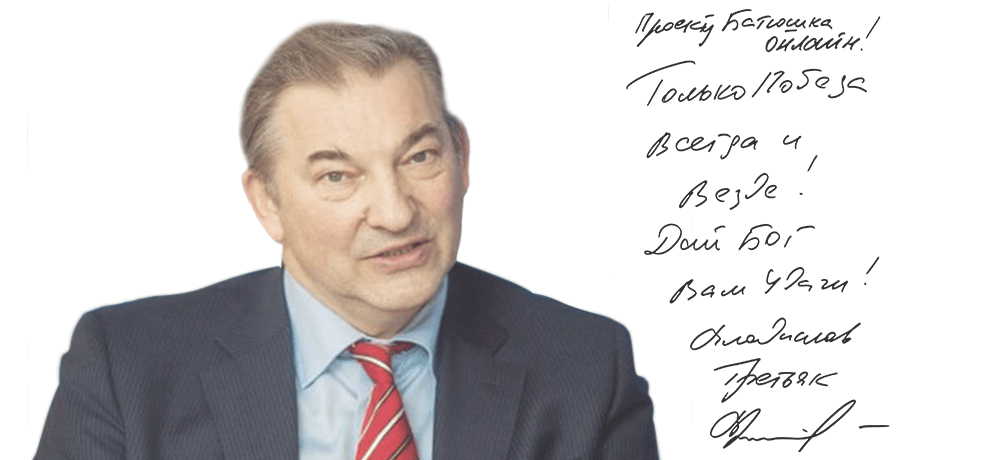 Проекту Батюшка
онлайн!
Только Победа
Всегда и
Везде!
Дай БОГ
Вам Удачи!
Владислав
Третьяк